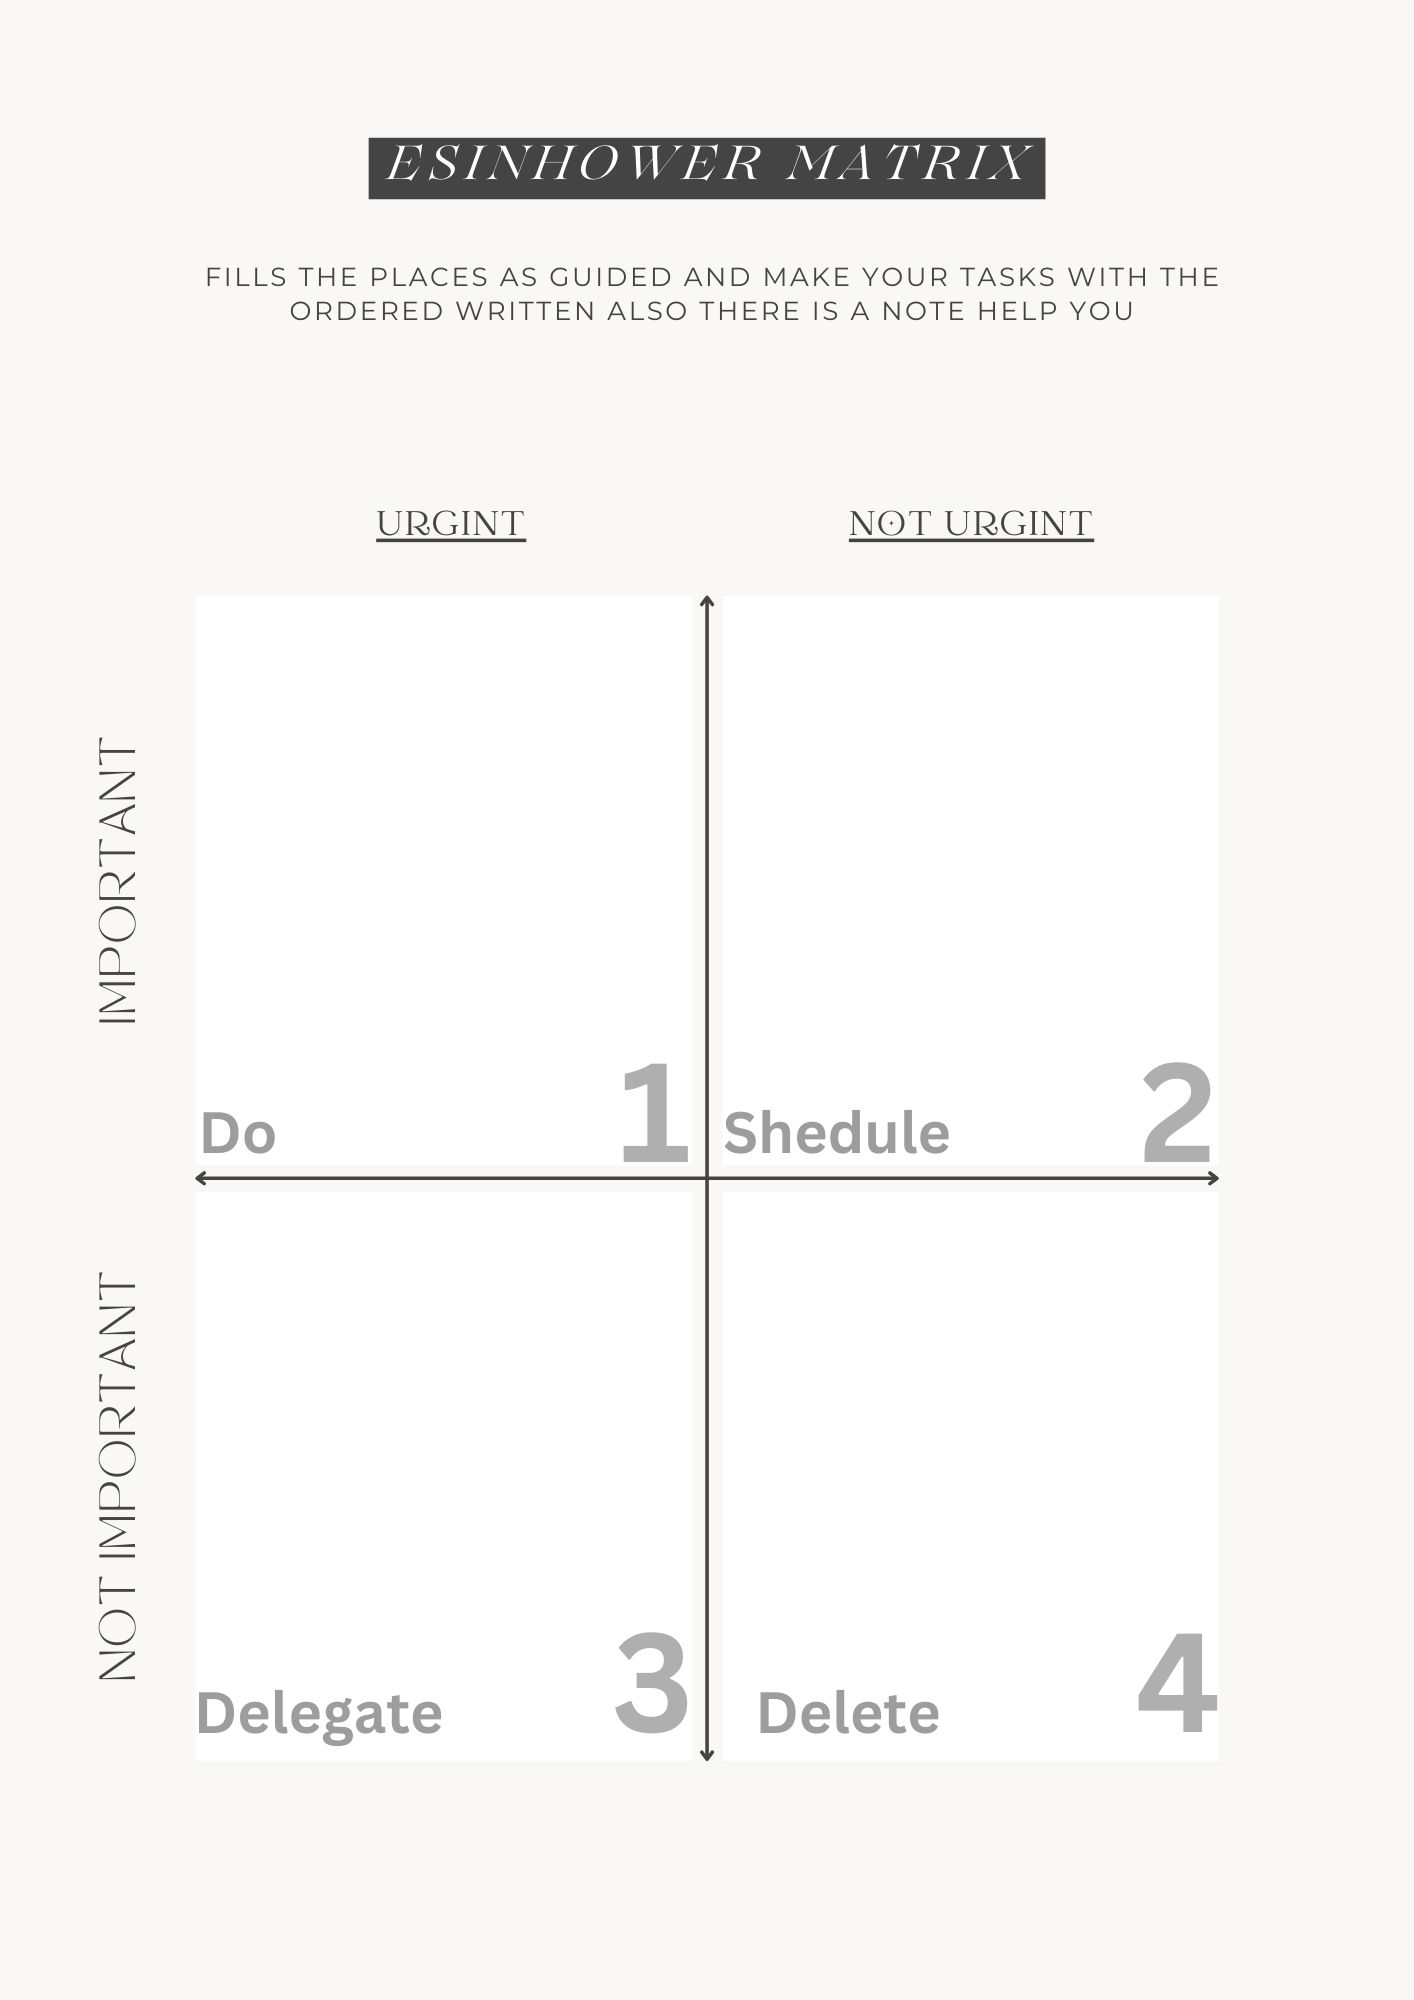 ESINHOWER MATRIX
FILLS THE PLACES AS GUIDED AND MAKE YOUR TASKS WITH THE
ORDERED WRITTEN ALSO THERE IS A NOTE HELP YOU
URGINT
NOT URGINT
IMPORTANT
Do
1
Shedule
2
NOT IMPORTANT
Delegate
3
Delete
4